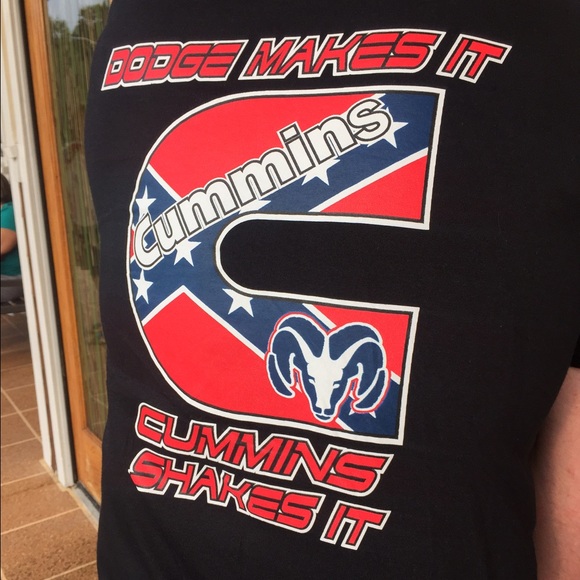 DODGE MAKES IT
Cummins
CUMMINS
SHAKES IT